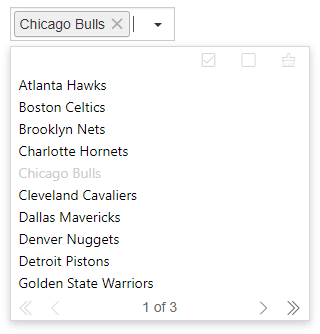 Chicago Bulls
Atlanta Hawks
Boston Celtics
Brooklyn Nets
Charlotte Hornets
Chicago Bulls
Cleveland Cavaliers
Dallas Mavericks
Denver Nuggets
Detroit Pistons
Golden State Warriors
1 of 3